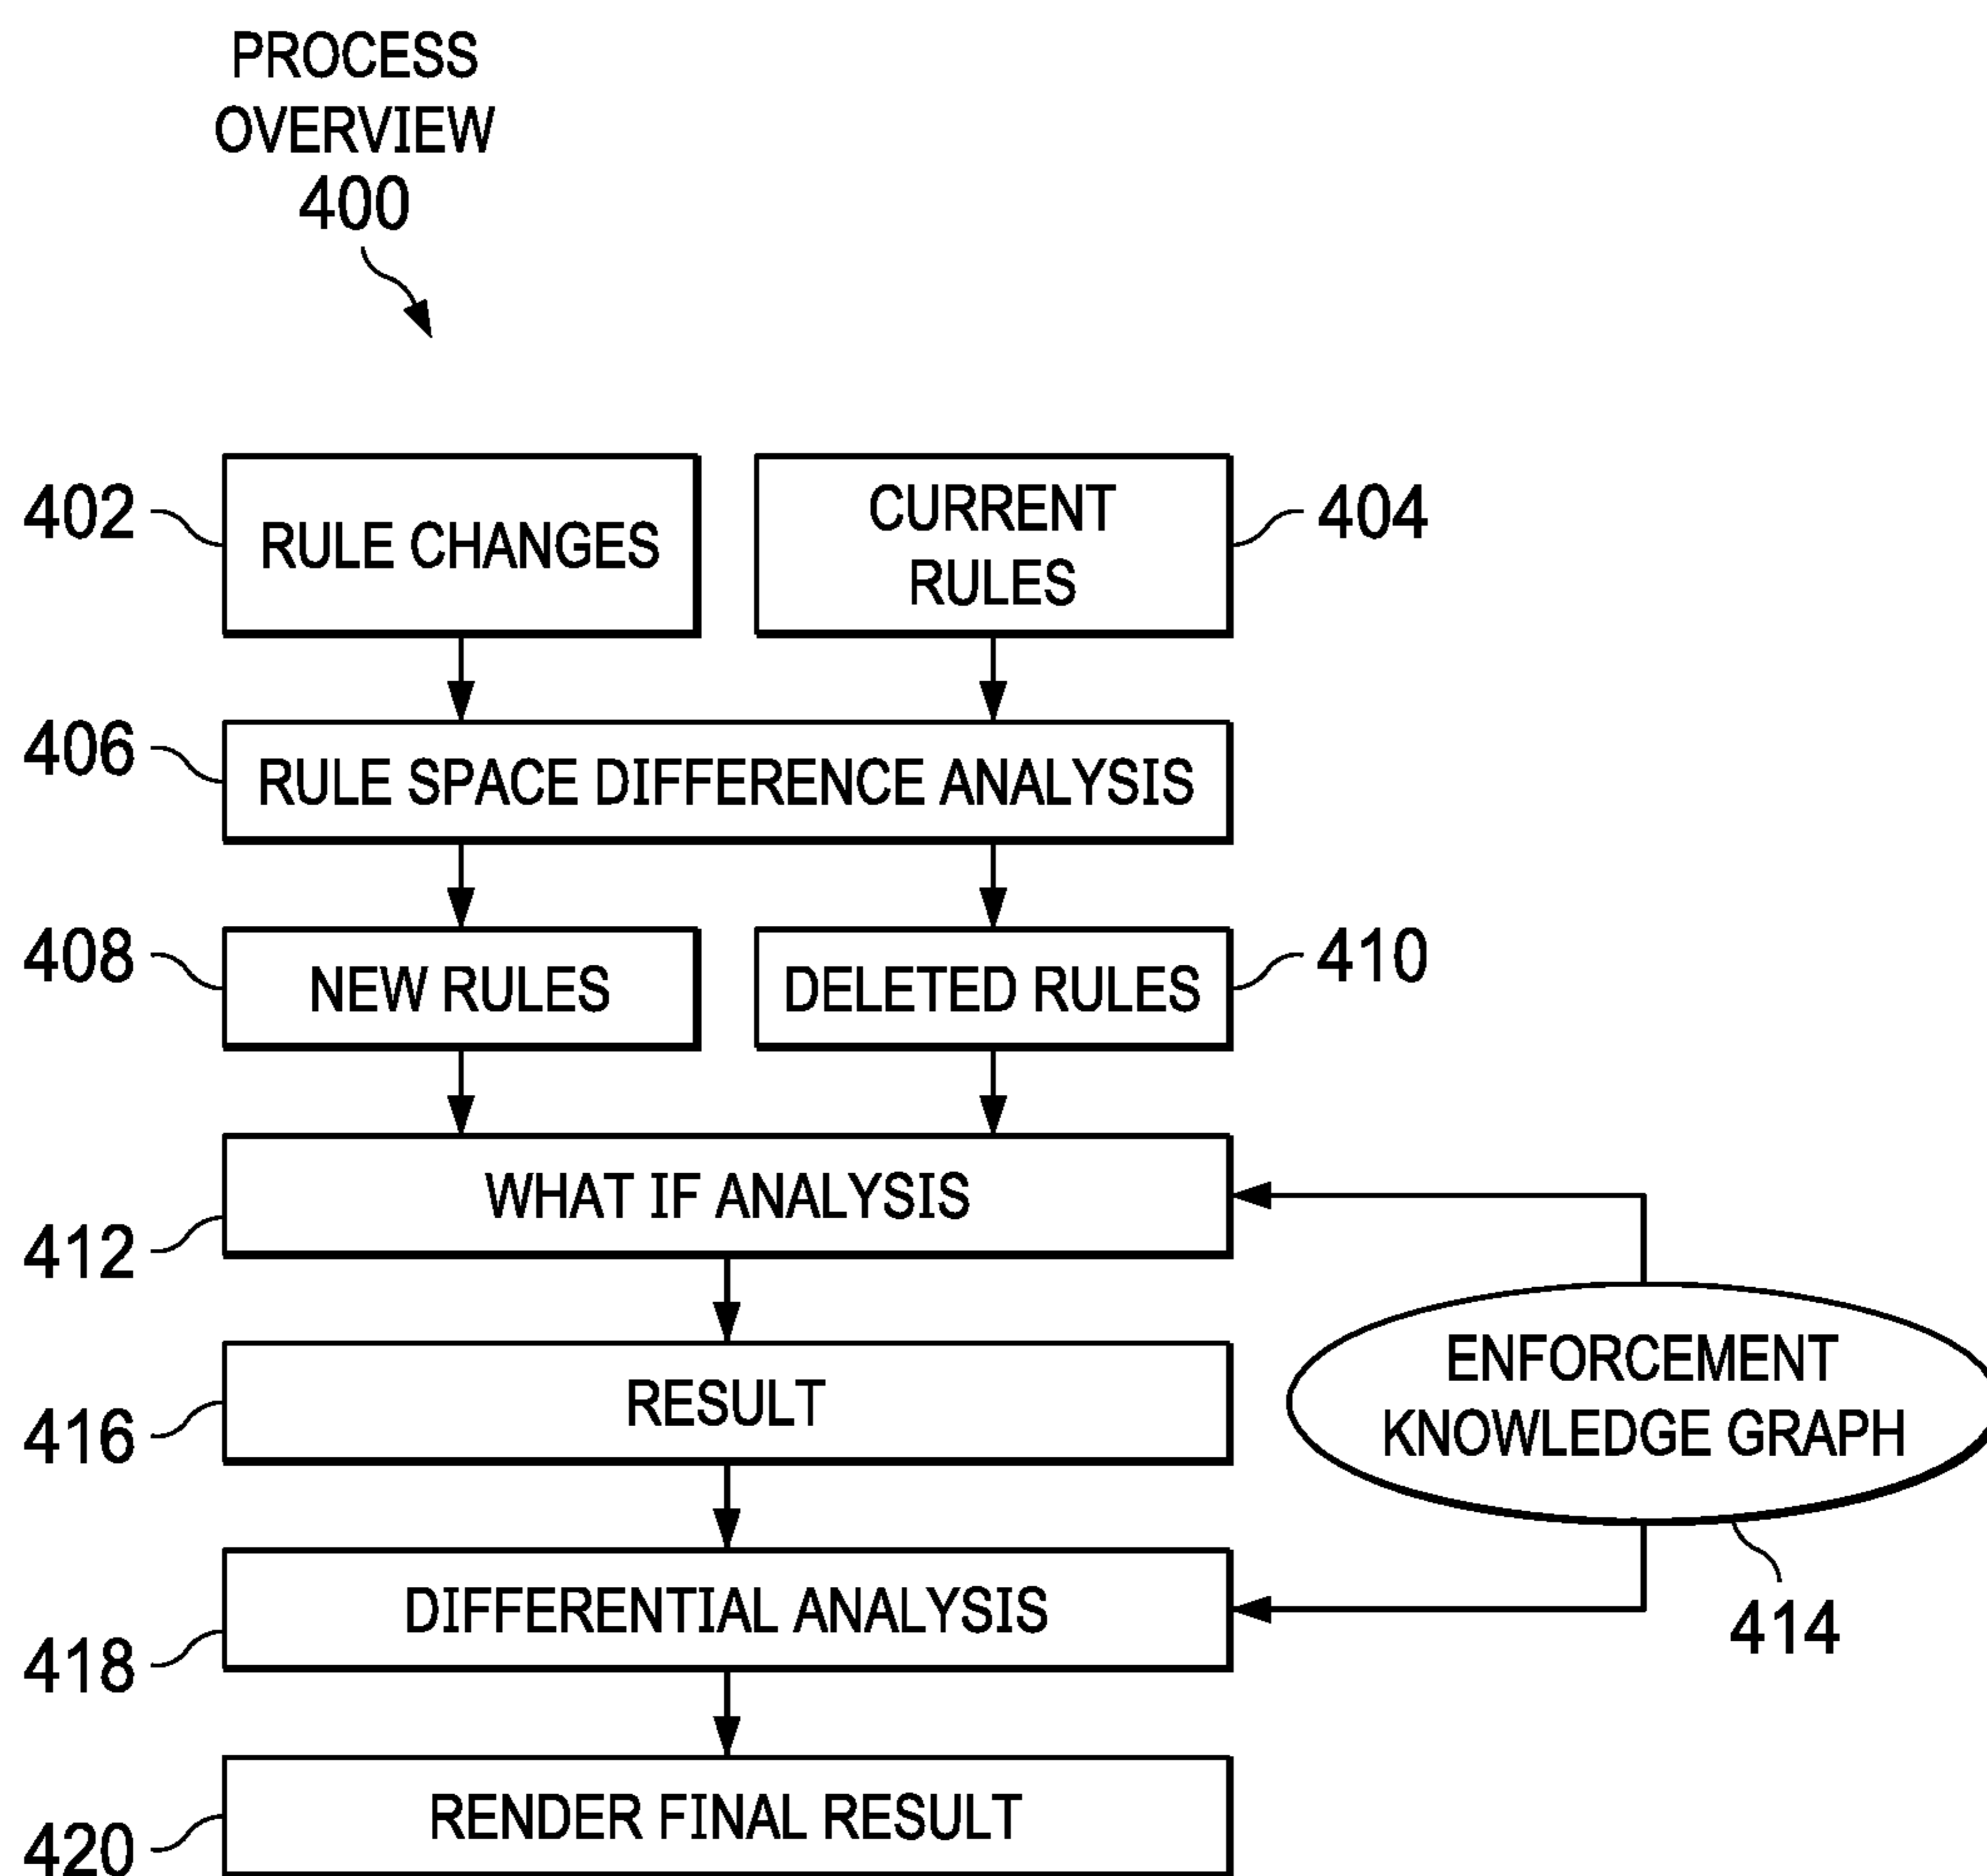 PROCESS
OVERVIEW
400
402
RULE CHANGES
CURRENT
RULES
404
406
RULE SPACE DIFFERENCE ANALYSIS
408
NEW RULES
DELETED RULES
410
WHAT IF ANALYSIS
412
ENFORCEMENT
KNOWLEDGE GRAPH
414
RESULT
416
DIFFERENTIAL ANALYSIS
418
RENDER FINAL RESULT
420